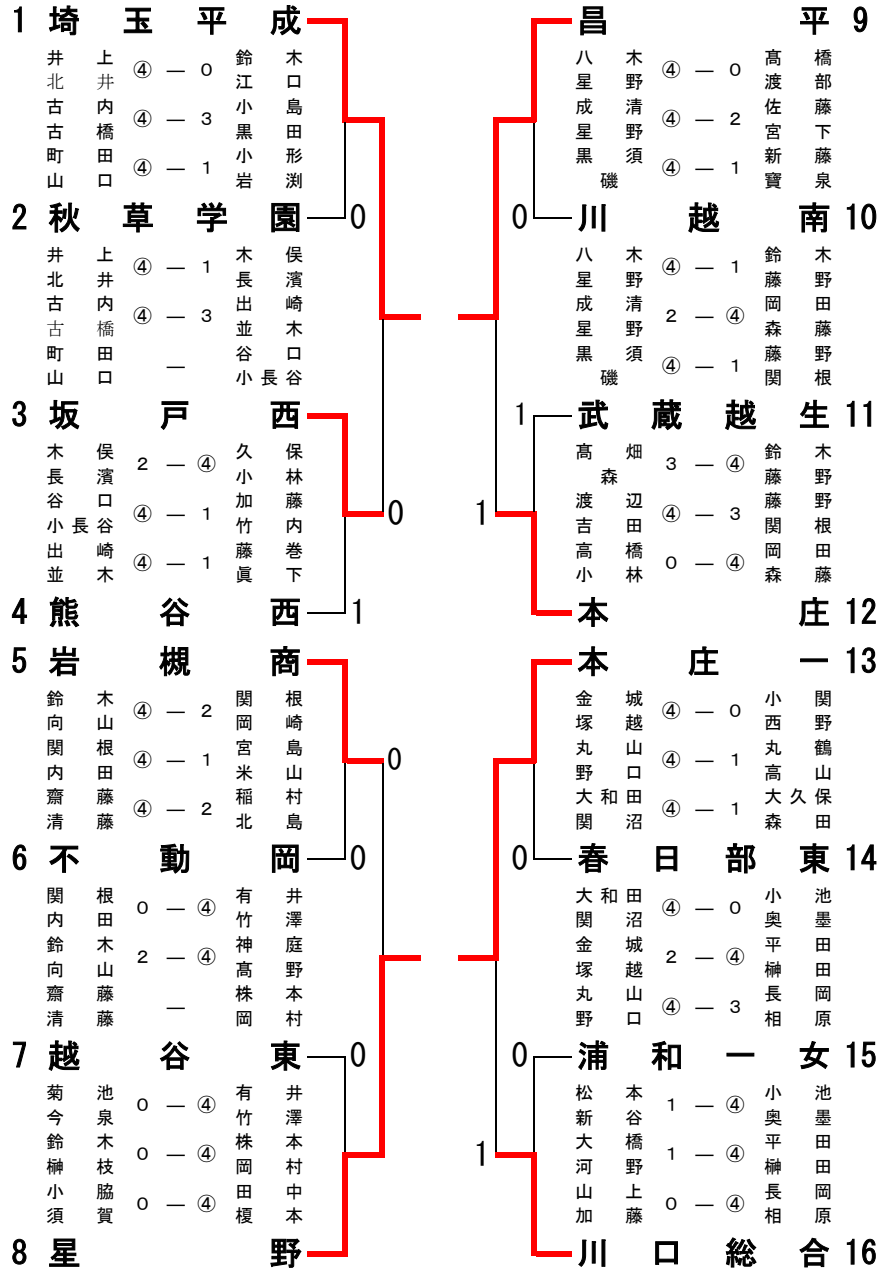 1 埼玉平成
井上 ④ ― 0 鈴木
北井 江口
古内 ④ ― 3 小島
古橋 黒田
町田 ④ ― 1 小形
山口 岩渕
2 秋草学園 0
井上 ④ ― 1 木俣
北井 長濱
古内 ④ ― 3 出崎
古橋 並木
町田 ― 谷口
山口 小長谷
3 坂戸西
木俣 2 ― ④ 久保
長濱 小林
谷口 ④ ― 1 加藤
小長谷 竹内
出崎 ④ ― 1 藤巻
並木 眞下
0
4 熊谷西 1
5 岩槻商
鈴木 ④ ― 2 関根
向山 岡崎
関根 ④ ― 1 宮島
内田 米山
齋藤 ④ ― 2 稲村
清藤 北島
0
6 不動岡 0
関根 0 ― ④ 有井
内田 竹澤
鈴木 2 ― ④ 神庭
向山 髙野
齋藤 ― 株本
清藤 岡村
7 越谷東 0
菊池 0 ― ④ 有井
今泉 竹澤
鈴木 0 ― ④ 株本
榊枝 岡村
小脇 0 ― ④ 田中
須賀 榎本
8 星野
昌平 9
八木 ④ ― 0 髙橋
星野 渡部
成清 ④ ― 2 佐藤
星野 宮下
黒須 ④ ― 1 新藤
磯 寶泉
0 川越南 10
八木 ④ ― 1 鈴木
星野 藤野
成清 2 ― ④ 岡田
星野 森藤
黒須 ④ ― 1 藤野
磯 関根
1 武蔵越生 11
髙畑 3 ― ④ 鈴木
森 藤野
渡辺 ④ ― 3 藤野
吉田 関根
高橋 0 ― ④ 岡田
小林 森藤
1
本庄 12
本庄一 13
金城 ④ ― 0 小関
塚越 西野
丸山 ④ ― 1 丸鶴
野口 高山
大和田 ④ ― 1 大久保
関沼 森田
0 春日部東 14
大和田 ④ ― 0 小池
関沼 奥墨
金城 2 ― ④ 平田
塚越 榊田
丸山 ④ ― 3 長岡
野口 相原
0 浦和一女 15
松本 1 ― ④ 小池
新谷 奥墨
大橋 1 ― ④ 平田
河野 榊田
山上 0 ― ④ 長岡
加藤 相原
1
川口総合 16